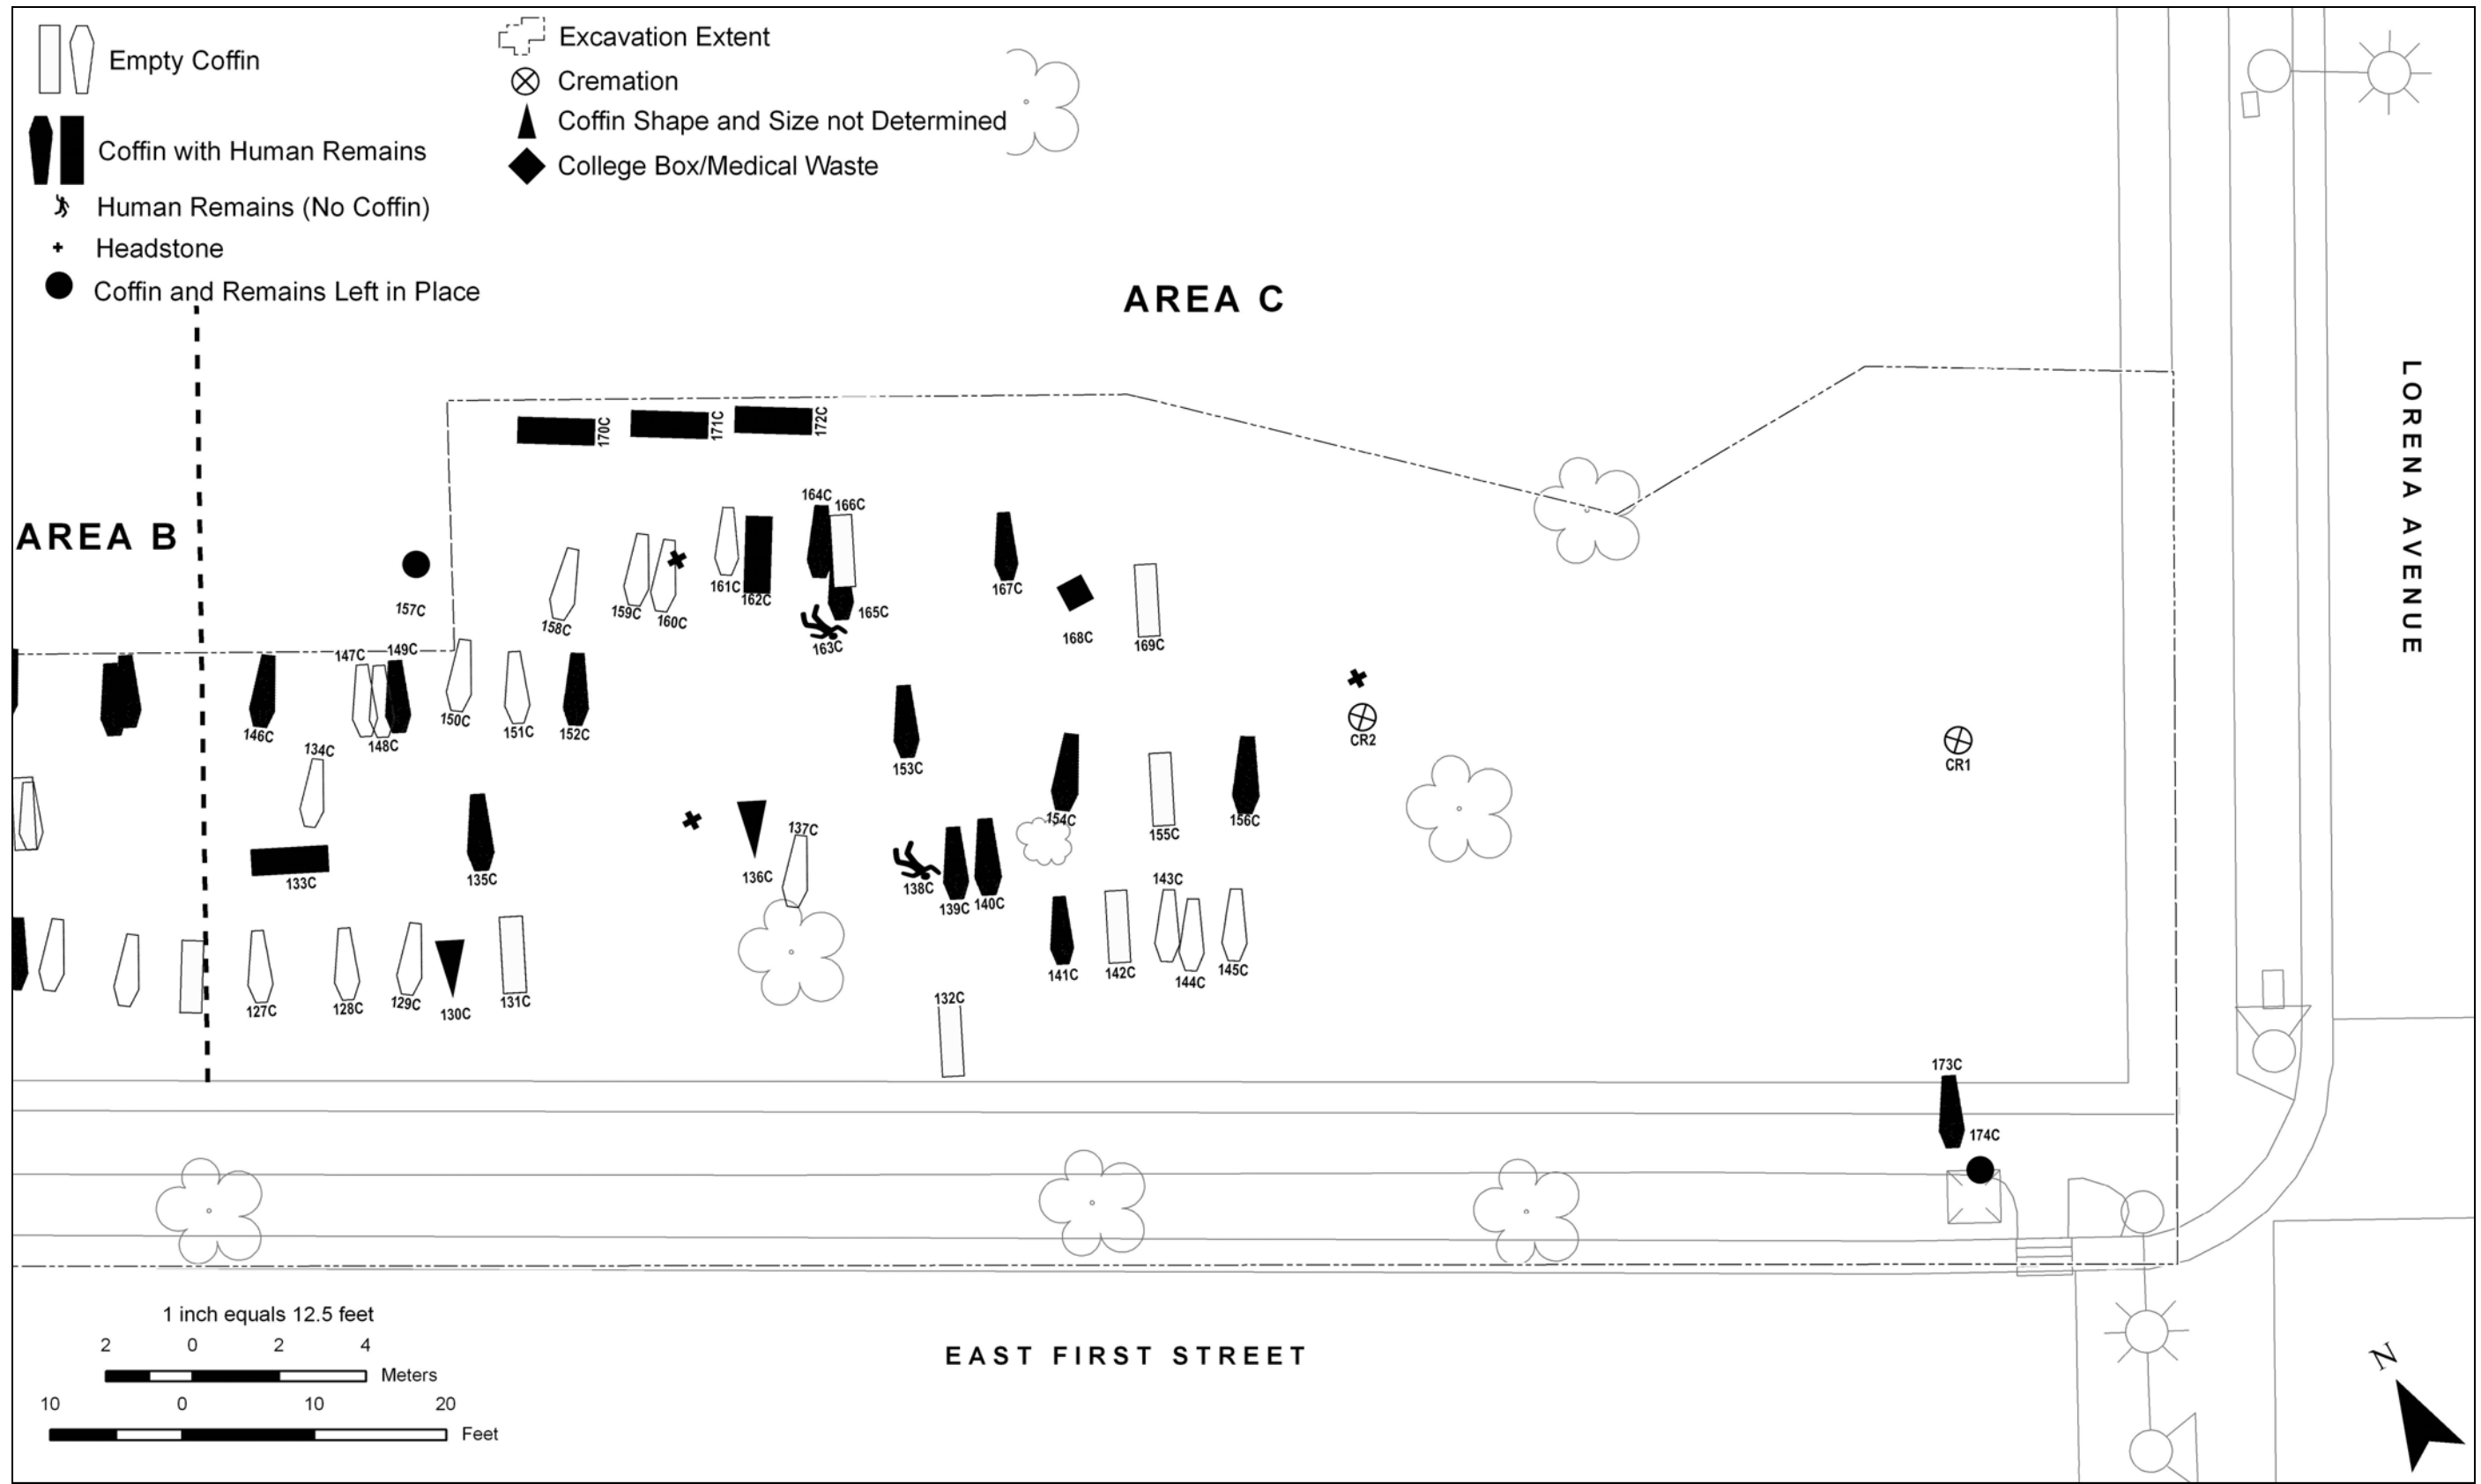 Empty Coffin
Coffin with Human Remains
Human Remains (No Coffin)
Headstone
Coffin and Remains Left in Place
Excavation Extent
Cremation
Coffin Shape and Size not Determined
College Box/Medical Waste
AREA C
AREA B
LORENA AVENUE
170C
171C
172C
164C
166C
157C
158C
159C
160C
161C
162C
165C
163C
167C
168C
169C
147C
149C
146C
148C
150C
151C
152C
153C
134C
CR2
CR1
133C
135C
136C
137C
138C
139C
140C
154C
155C
156C
143C
141C
142C
144C
145C
127C
128C
129C
130C
131C
132C
173C
174C
1 inch equals 12.5 feet
2 0 2 4
Meters
10 0 10 20
Feet
EAST FIRST STREET
N